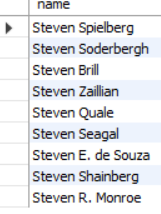 name
Steven Spielberg
Steven Soderbergh
Steven Brill
Steven Zaillian
Steven Quale
Steven Seagal
Steven E. de Souza
Steven Shainberg
Steven R. Monroe